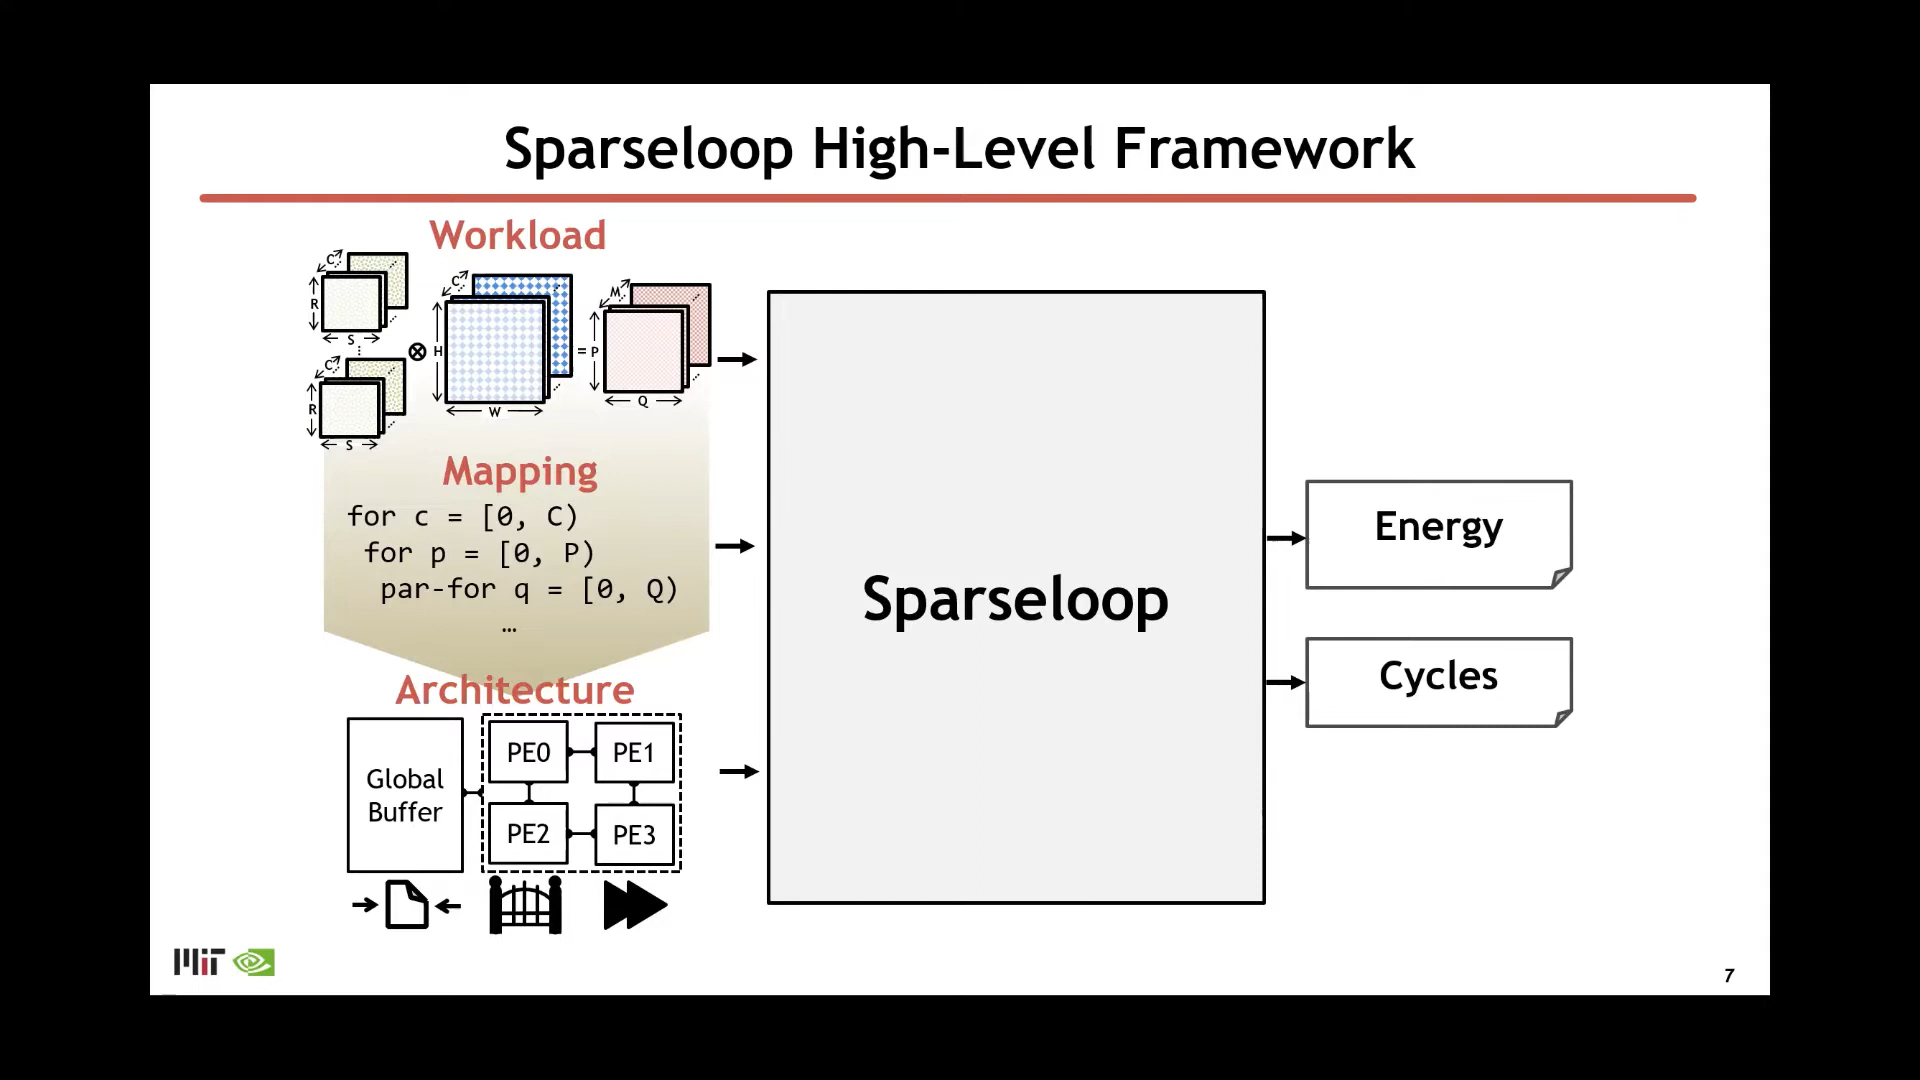 Sparseloop High-Level Framework
Workload
C
R
S
C
R
S
⊗
C
H
W
=
M
P
Q
Mapping
for c = [0, C)
for p = [0, P)
par-for q = [0, Q)
…
Architecture
Global
Buffer
PE0
PE1
PE2
PE3
Sparseloop
Energy
Cycles
MIT
7